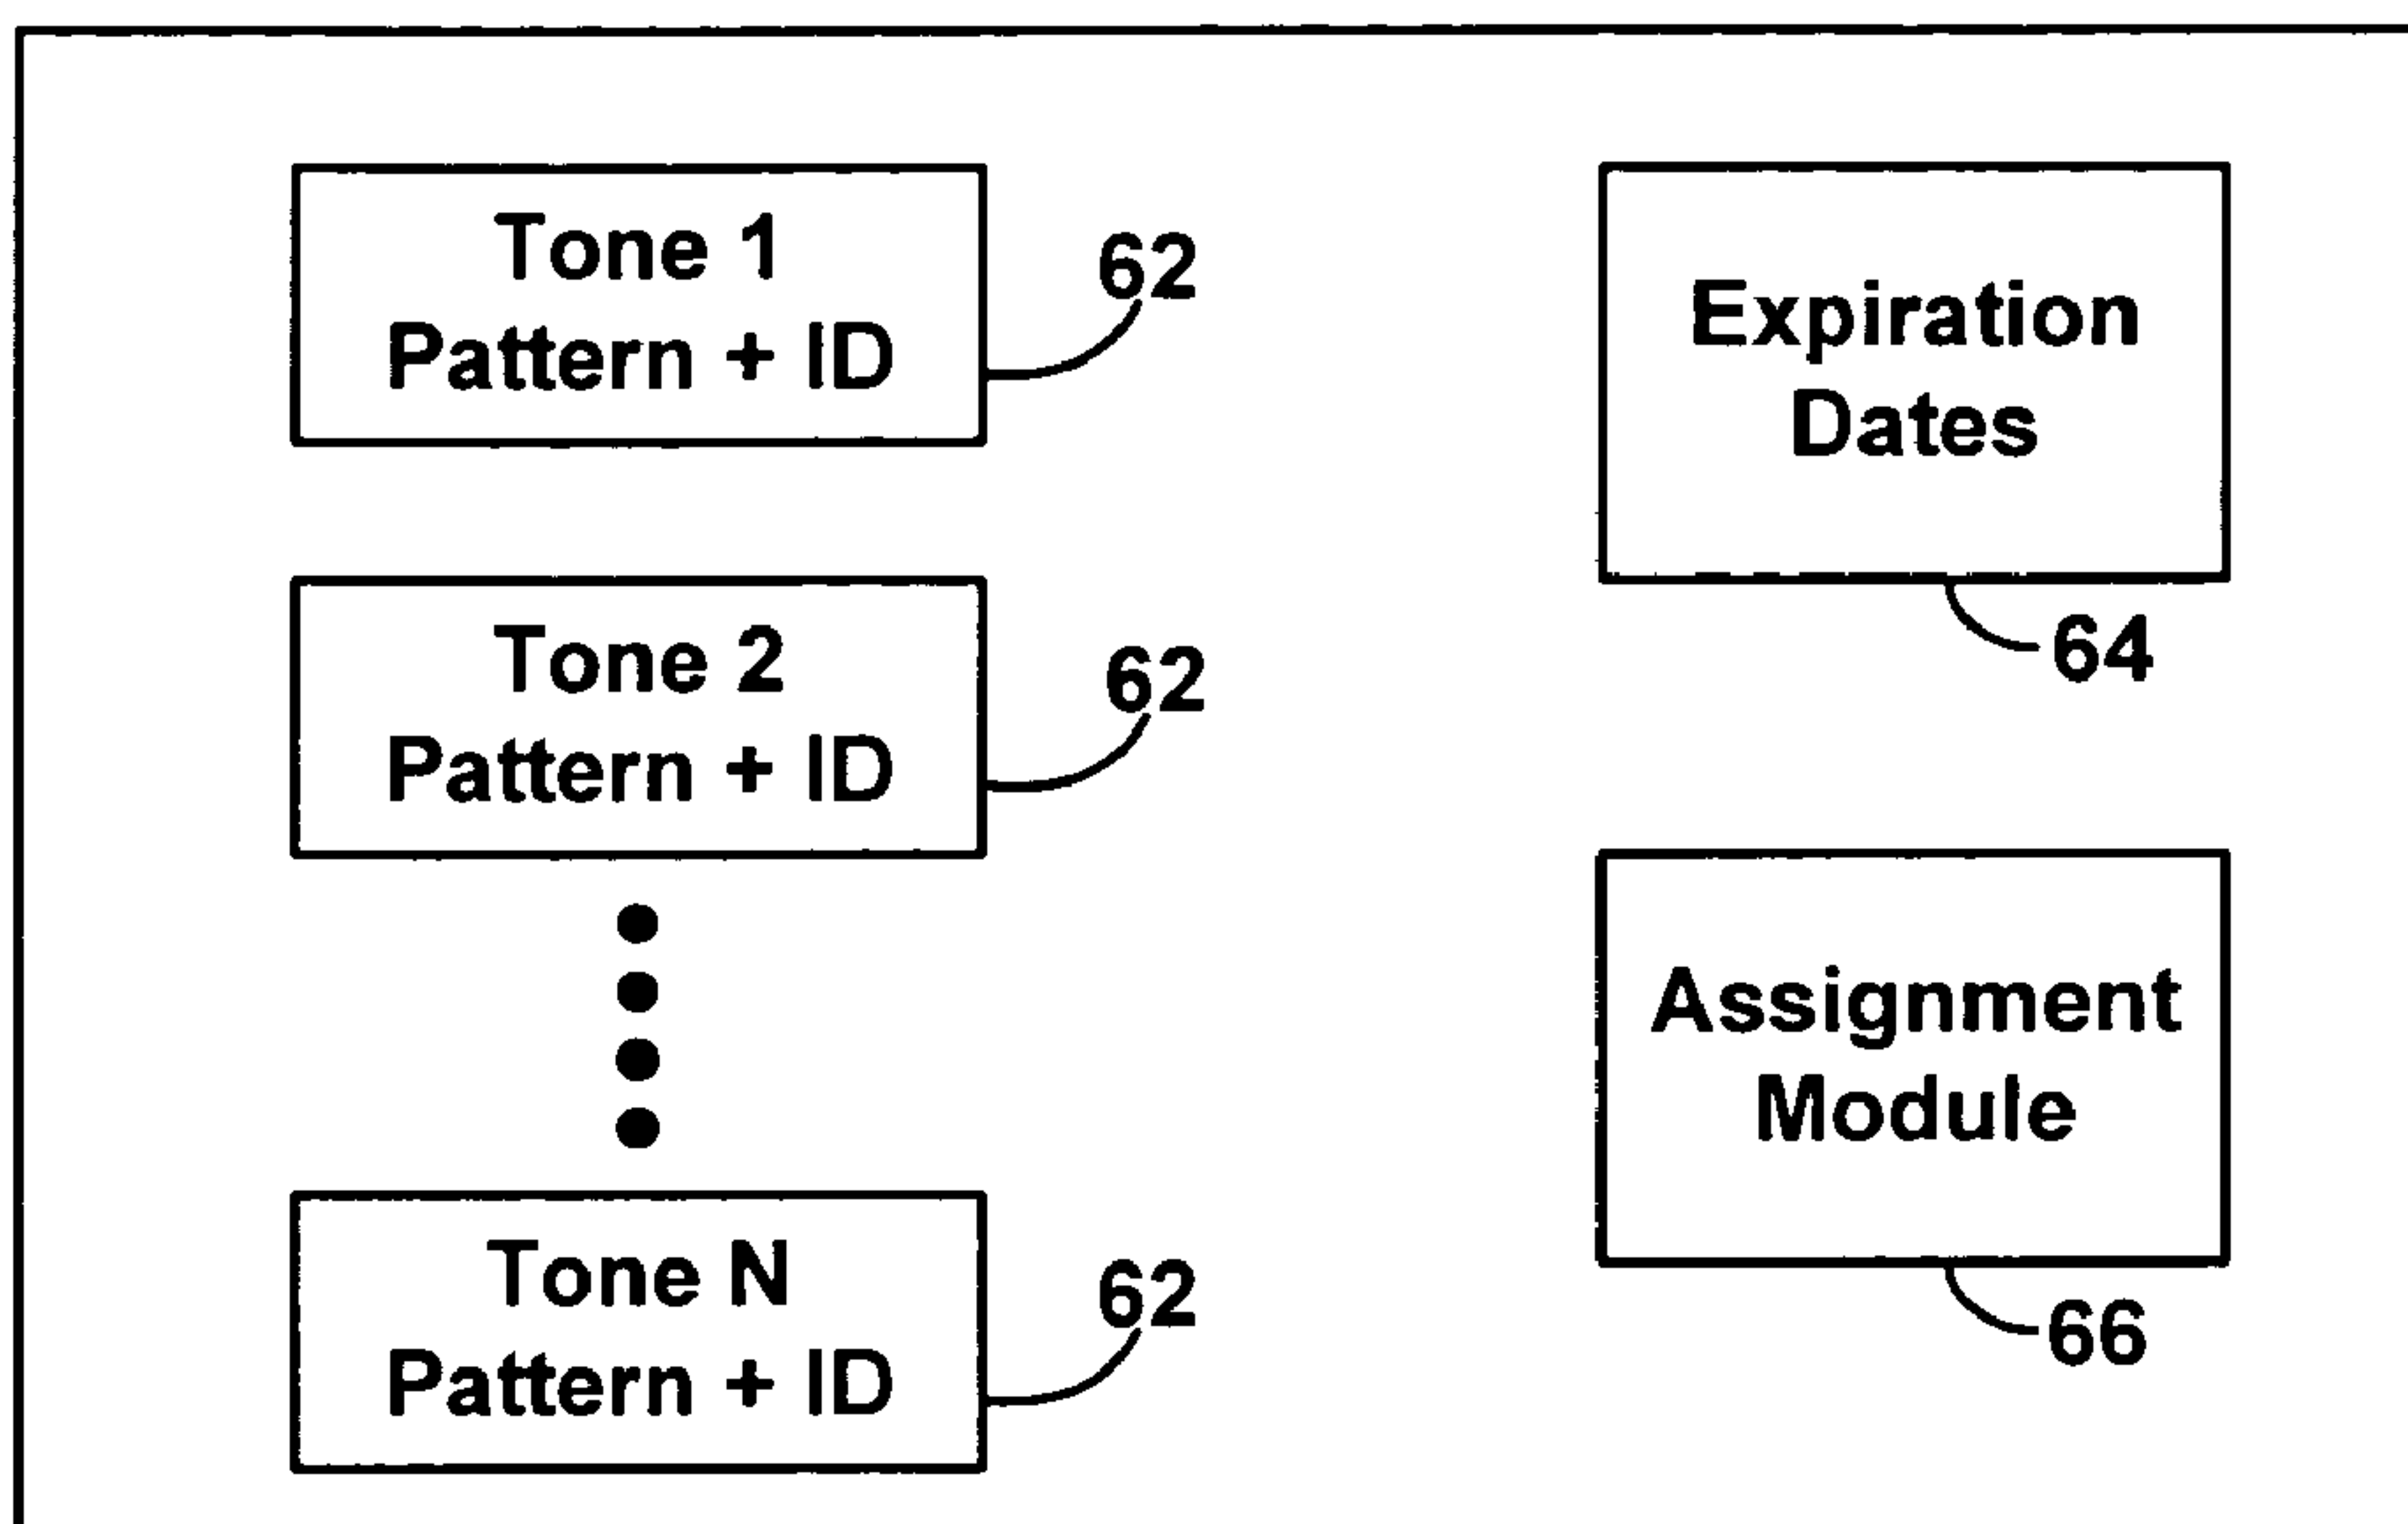 Tone 1
Pattern + ID
62
Tone 2
Pattern + ID
62
Tone N
Pattern + ID
62
Expiration
Dates
64
Assignment
Module
66